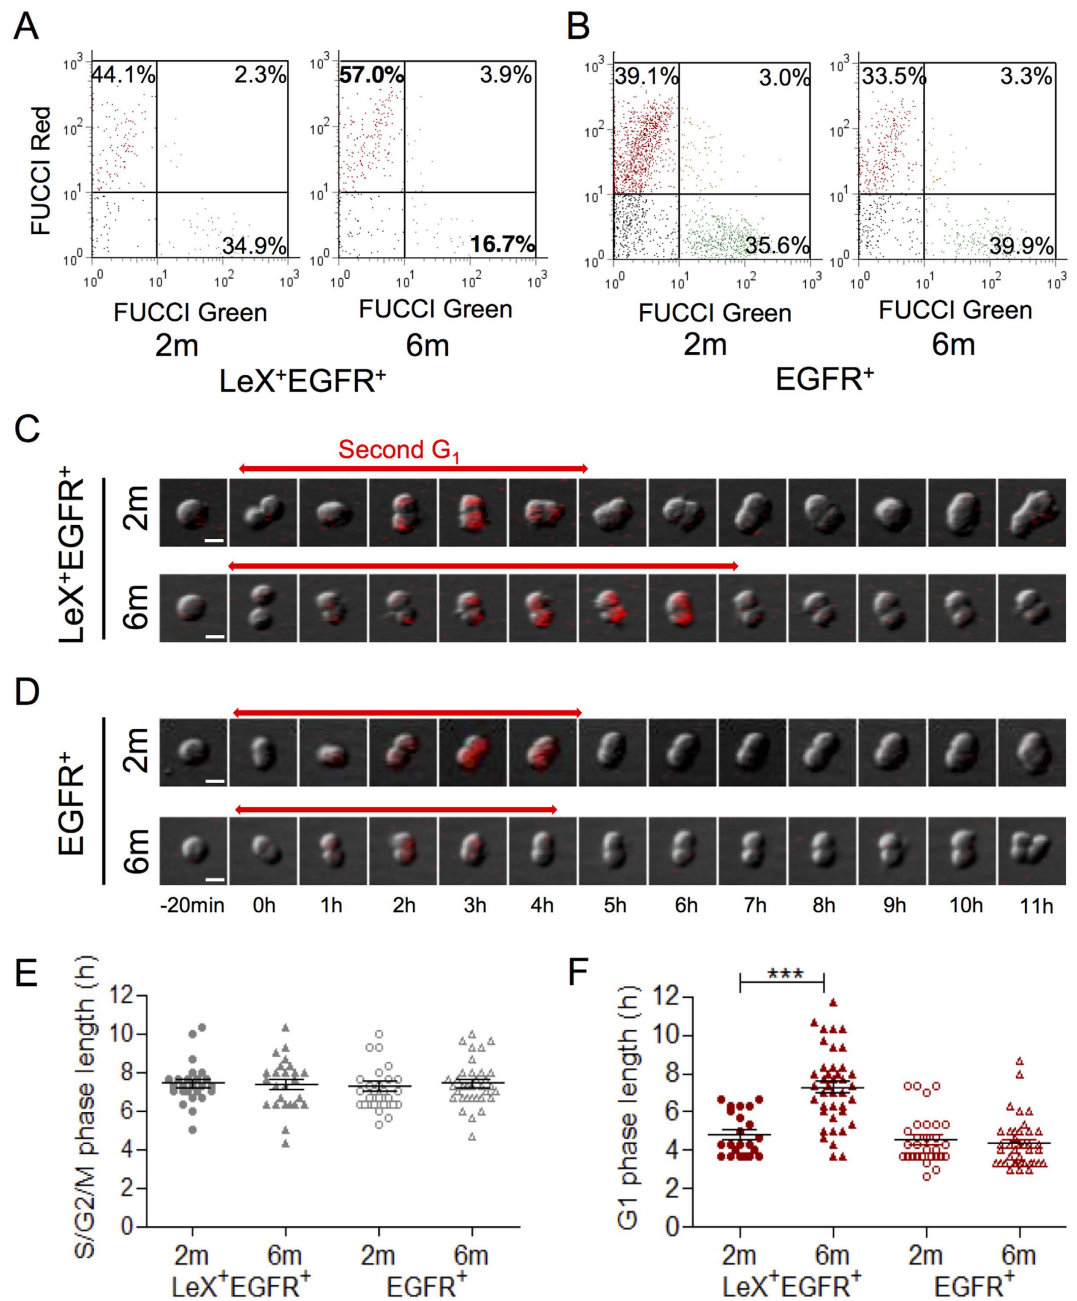 A
FUCCI Red
10³
10²
10¹
10⁰
44.1%
2.3%
34.9%
10⁰ 10¹ 10² 10³
FUCCI Green
2m
10³
10²
10¹
10⁰
57.0%
3.9%
16.7%
10⁰ 10¹ 10² 10³
FUCCI Green
6m
LeX⁺EGFR⁺
B
10³
10²
10¹
10⁰
39.1%
3.0%
35.6%
10⁰ 10¹ 10² 10³
FUCCI Green
2m
10³
10²
10¹
10⁰
33.5%
3.3%
39.9%
10⁰ 10¹ 10² 10³
FUCCI Green
6m
EGFR⁺
C
Second G₁
LeX⁺EGFR⁺
2m
6m
D
EGFR⁺
2m
6m
-20min 0h 1h 2h 3h 4h 5h 6h 7h 8h 9h 10h 11h
E
S/G2/M phase length (h)
12
10
8
6
4
2
0
2m 6m 2m 6m
LeX⁺EGFR⁺ EGFR⁺
F
G1 phase length (h)
12
10
8
6
4
2
0
***
2m 6m 2m 6m
LeX⁺EGFR⁺ EGFR⁺